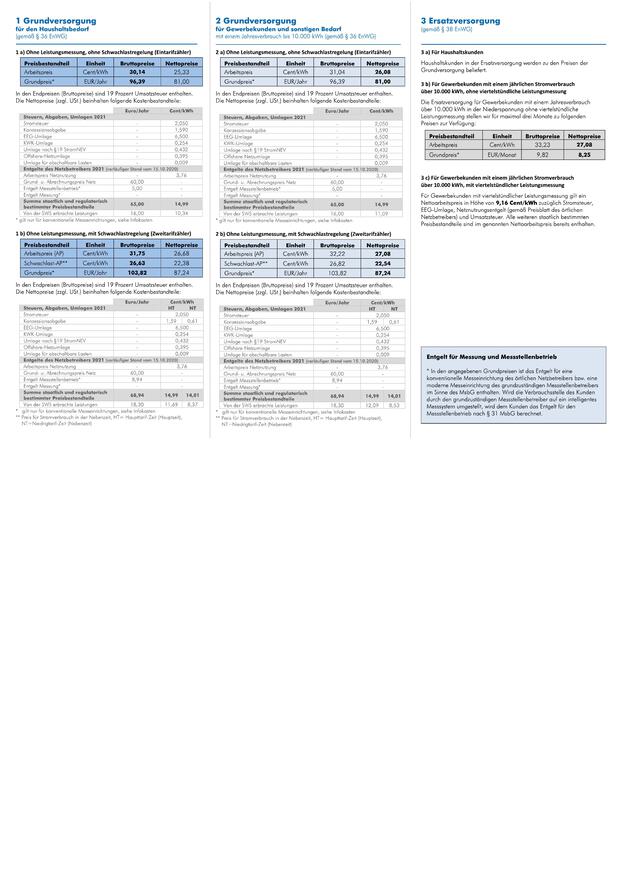 1 Grundversorgung
für den Haushaltsbedarf
(gemäß § 36 EnWG)
1 a) Ohne Leistungsmessung, ohne Schwachlastregelung (Eintarifzähler)
Preisbestandteil Einheit Bruttopreise Nettopreise
Arbeitspreis Cent/kWh 30,14 25,33
Grundpreis* EUR/Jahr 96,39 81,00
In den Endpreisen (Bruttopreise) sind 19 Prozent Umsatzsteuer enthalten.
Die Nettopreise (zzgl. USt.) beinhalten folgende Kostenbestandteile:
Euro/Jahr Cent/kWh
Steuern, Abgaben, Umlagen 2021
Stromsteuer - 2,050
Konzessionsabgabe - 1,590
EEG-Umlage - 6,500
KWK-Umlage - 0,254
Umlage nach §19 StromNEV - 0,432
Offshore-Netzumlage - 0,395
Umlage für abschaltbare Lasten - 0,009
Entgelte des Netzbetreibers 2021 (vorläufiger Stand vom 15.10.2020)
Arbeitspreis Netznutzung 3,76
Grund- u. Abrechnungspreis Netz 60,00 -
Entgelt Messstellenbetrieb* 5,00 -
Entgelt Messung* -
Summe staatlich und regulatorisch
bestimmter Preisbestandteile 65,00 14,99
Von der SWS erbrachte Leistungen 16,00 10,34
* gilt nur für konventionelle Messeinrichtungen, siehe Infokasten
1 b) Ohne Leistungsmessung, mit Schwachlastregelung (Zweitarifzähler)
Preisbestandteil Einheit Bruttopreise Nettopreise
Arbeitspreis (AP) Cent/kWh 31,75 26,68
Schwachlast-AP** Cent/kWh 26,63 22,38
Grundpreis* EUR/Jahr 103,82 87,24
In den Endpreisen (Bruttopreise) sind 19 Prozent Umsatzsteuer enthalten.
Die Nettopreise (zzgl. USt.) beinhalten folgende Kostenbestandteile:
Euro/Jahr Cent/kWh
Steuern, Abgaben, Umlagen 2021 HT NT
Stromsteuer - 2,050
Konzessionsabgabe - 1,59 0,61
EEG-Umlage - 6,500
KWK-Umlage - 0,254
Umlage nach §19 StromNEV - 0,432
Offshore-Netzumlage - 0,395
Umlage für abschaltbare Lasten - 0,009
Entgelte des Netzbetreibers 2021 (vorläufiger Stand vom 15.10.2020)
Arbeitspreis Netznutzung 3,76
Grund- u. Abrechnungspreis Netz 60,00 -
Entgelt Messstellenbetrieb* 8,94 -
Entgelt Messung* -
Summe staatlich und regulatorisch
bestimmter Preisbestandteile 68,94 14,99 14,01
Von der SWS erbrachte Leistungen 18,30 11,69 8,37
* gilt nur für konventionelle Messeinrichtungen, siehe Infokasten
** Preis für Stromverbrauch in der Nebenzeit, HT= Haupttarif-Zeit (Hauptzeit),
NT=Niedrigtarif-Zeit (Nebenzeit)
2 Grundversorgung
für Gewerbekunden und sonstigen Bedarf
mit einem Jahresverbrauch bis 10.000 kWh (gemäß § 36 EnWG)
2 a) Ohne Leistungsmessung, ohne Schwachlastregelung (Eintarifzähler)
Preisbestandteil Einheit Bruttopreise Nettopreise
Arbeitspreis Cent/kWh 31,04 26,08
Grundpreis* EUR/Jahr 96,39 81,00
In den Endpreisen (Bruttopreise) sind 19 Prozent Umsatzsteuer enthalten.
Die Nettopreise (zzgl. USt.) beinhalten folgende Kostenbestandteile:
Euro/Jahr Cent/kWh
Steuern, Abgaben, Umlagen 2021
Stromsteuer - 2,050
Konzessionsabgabe - 1,590
EEG-Umlage - 6,500
KWK-Umlage - 0,254
Umlage nach §19 StromNEV - 0,432
Offshore-Netzumlage - 0,395
Umlage für abschaltbare Lasten - 0,009
Entgelte des Netzbetreibers 2021 (vorläufiger Stand vom 15.10.2020)
Arbeitspreis Netznutzung 3,76
Grund- u. Abrechnungspreis Netz 60,00 -
Entgelt Messstellenbetrieb* 5,00 -
Entgelt Messung* -
Summe staatlich und regulatorisch
bestimmter Preisbestandteile 65,00 14,99
Von der SWS erbrachte Leistungen 16,00 11,09
* gilt nur für konventionelle Messeinrichtungen, siehe Infokasten
2 b) Ohne Leistungsmessung, mit Schwachlastregelung (Zweitarifzähler)
Preisbestandteil Einheit Bruttopreise Nettopreise
Arbeitspreis (AP) Cent/kWh 32,22 27,08
Schwachlast-AP** Cent/kWh 26,82 22,54
Grundpreis* EUR/Jahr 103,82 87,24
In den Endpreisen (Bruttopreise) sind 19 Prozent Umsatzsteuer enthalten.
Die Nettopreise (zzgl. USt.) beinhalten folgende Kostenbestandteile:
Euro/Jahr Cent/kWh
Steuern, Abgaben, Umlagen 2021 HT NT
Stromsteuer - 2,050
Konzessionsabgabe - 1,59 0,61
EEG-Umlage - 6,500
KWK-Umlage - 0,254
Umlage nach §19 StromNEV - 0,432
Offshore-Netzumlage - 0,395
Umlage für abschaltbare Lasten - 0,009
Entgelte des Netzbetreibers 2021 (vorläufiger Stand vom 15.10.2020)
Arbeitspreis Netznutzung 3,76
Grund- u. Abrechnungspreis Netz 60,00 -
Entgelt Messstellenbetrieb* 8,94 -
Entgelt Messung* -
Summe staatlich und regulatorisch
bestimmter Preisbestandteile 68,94 14,99 14,01
Von der SWS erbrachte Leistungen 18,30 12,09 8,53
* gilt nur für konventionelle Messeinrichtungen, siehe Infokasten
** Preis für Stromverbrauch in der Nebenzeit, HT= Haupttarif-Zeit (Hauptzeit),
NT=Niedrigtarif-Zeit (Nebenzeit)
3 Ersatzversorgung
(gemäß § 38 EnWG)
3 a) Für Haushaltskunden
Haushaltskunden in der Ersatzversorgung werden zu den Preisen der
Grundversorgung beliefert.
3 b) Für Gewerbekunden mit einem jährlichen Stromverbrauch
über 10.000 kWh, ohne viertelstündliche Leistungsmessung
Die Ersatzversorgung für Gewerbekunden mit einem Jahresverbrauch
über 10.000 kWh in der Niederspannung ohne viertelstündliche
Leistungsmessung stellen wir für maximal drei Monate zu folgenden
Preisen zur Verfügung:
Preisbestandteil Einheit Bruttopreise Nettopreise
Arbeitspreis Cent/kWh 33,23 27,08
Grundpreis* EUR/Monat 9,82 8,25
3 c) Für Gewerbekunden mit einem jährlichen Stromverbrauch
über 10.000 kWh, mit viertelstündlicher Leistungsmessung
Für Gewerbekunden mit viertelstündlicher Leistungsmessung gilt ein
Nettoarbeitspreis in Höhe von 9,16 Cent/kWh zuzüglich Stromsteuer,
EEG-Umlage, Netznutzungsentgelt (gemäß Preisblatt des örtlichen
Netzbetreibers) und Umsatzsteuer. Alle weiteren staatlich bestimmten
Preisbestandteile sind im genannten Nettoarbeitspreis bereits enthalten.
Entgelt für Messung und Messstellenbetrieb
* In den angegebenen Grundpreisen ist das Entgelt für eine
konventionelle Messeinrichtung des örtlichen Netzbetreibers bzw. eine
moderne Messeinrichtung des grundzuständigen Messstellenbetreibers
im Sinne des MsbG enthalten. Wird die Verbrauchsstelle des Kunden
durch den grundzuständigen Messstellenbetreiber auf ein intelligentes
Messsystem umgestellt, wird dem Kunden das Entgelt für den
Messstellenbetrieb nach § 31 MsbG berechnet.